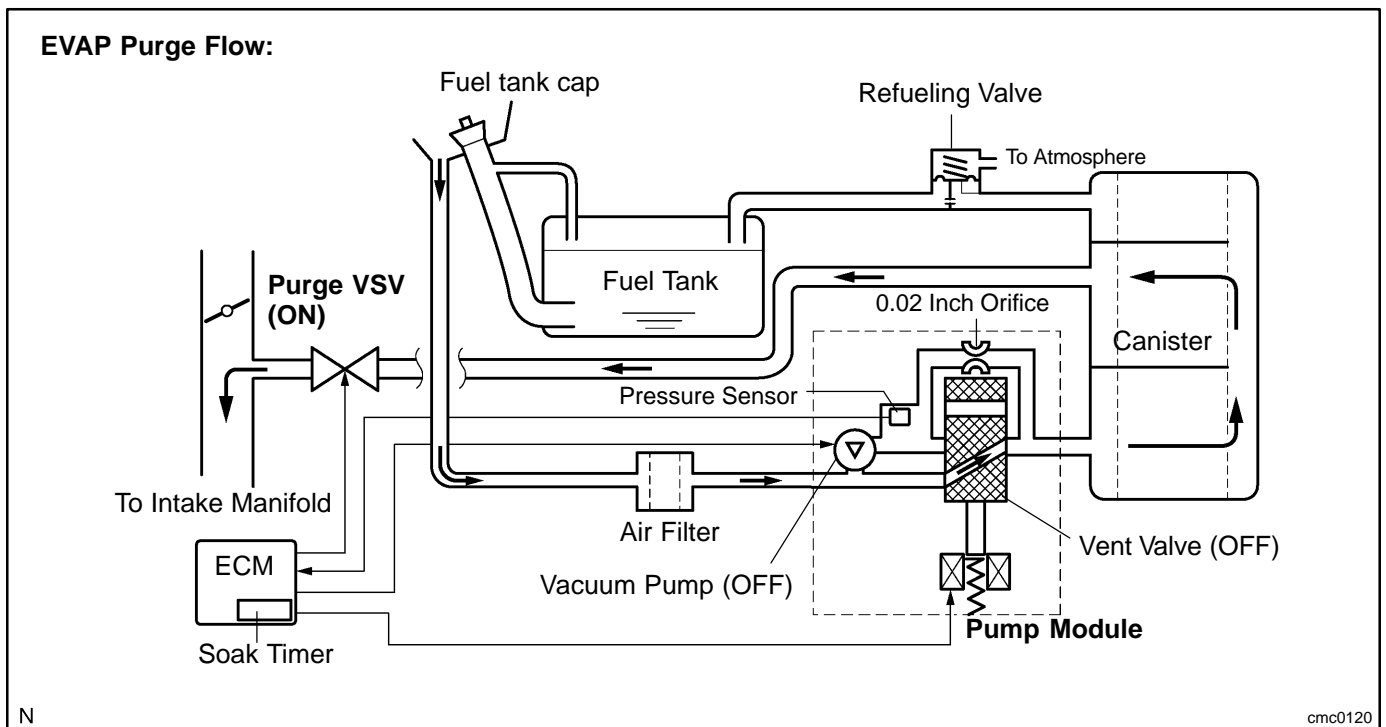 EVAP Purge Flow:
Fuel tank cap
Refueling Valve
To Atmosphere
Purge VSV
(ON)
Fuel Tank
0.02 Inch Orifice
Canister
Pressure Sensor
To Intake Manifold
Air Filter
Vent Valve (OFF)
ECM
Vacuum Pump (OFF)
Pump Module
Soak Timer
N
cmc0120